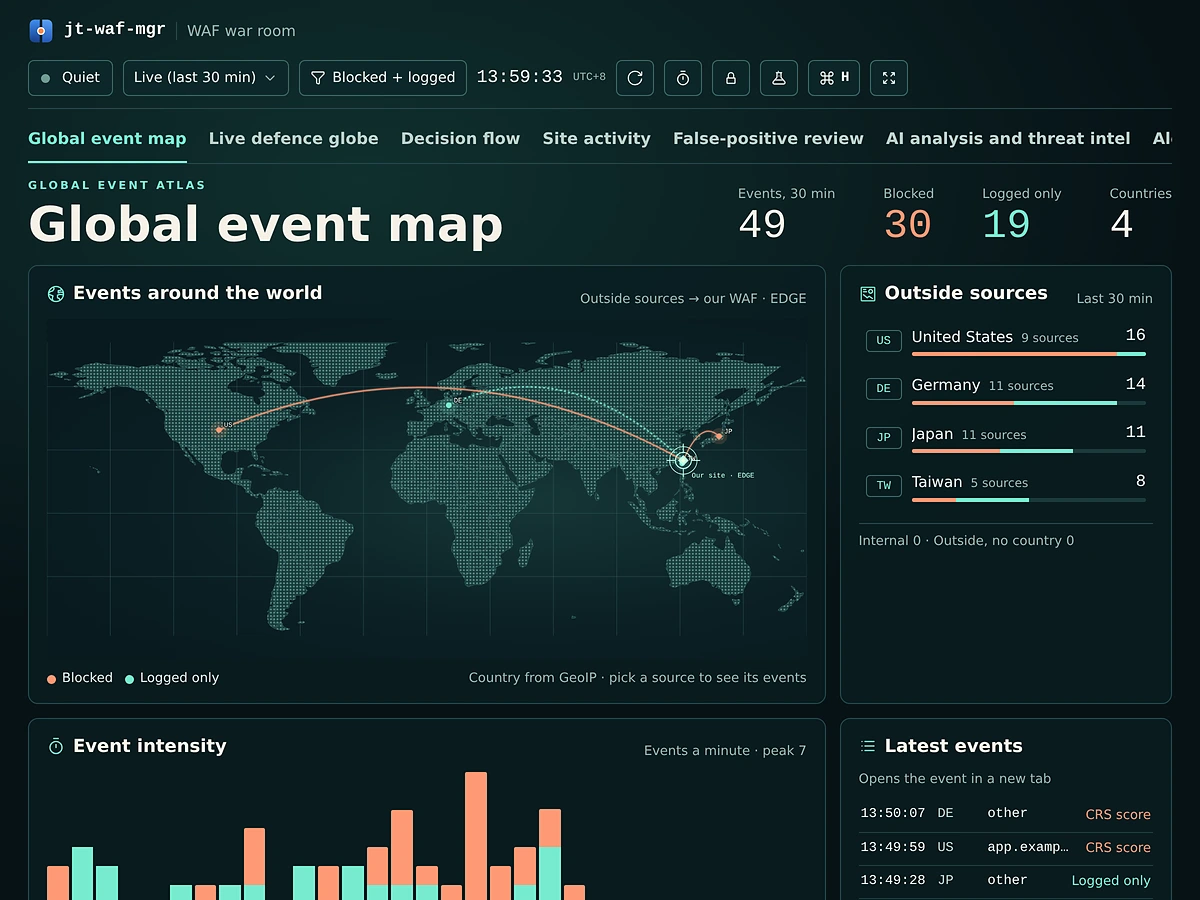 jt-waf-mgr WAF war room
Quiet Live (last 30 min) Blocked + logged 13:59:33 UTC+8 ⌘ H
Global event map Live defence globe Decision flow Site activity False-positive review AI analysis and threat intel
GLOBAL EVENT ATLAS
Global event map
Events, 30 min Blocked Logged only Countries
49 30 19 4
Events around the world
Outside sources → our WAF · EDGE
US
DE
JP
Our site · EDGE
Blocked Logged only
Country from GeoIP · pick a source to see its events
Outside sources Last 30 min
US United States 9 sources 16
DE Germany 11 sources 14
JP Japan 11 sources 11
TW Taiwan 5 sources 8
Internal 0 · Outside, no country 0
Event intensity
Events a minute · peak 7
Latest events
Opens the event in a new tab
13:50:07 DE other CRS score
13:49:59 US app.examp… CRS score
13:49:28 JP other Logged only